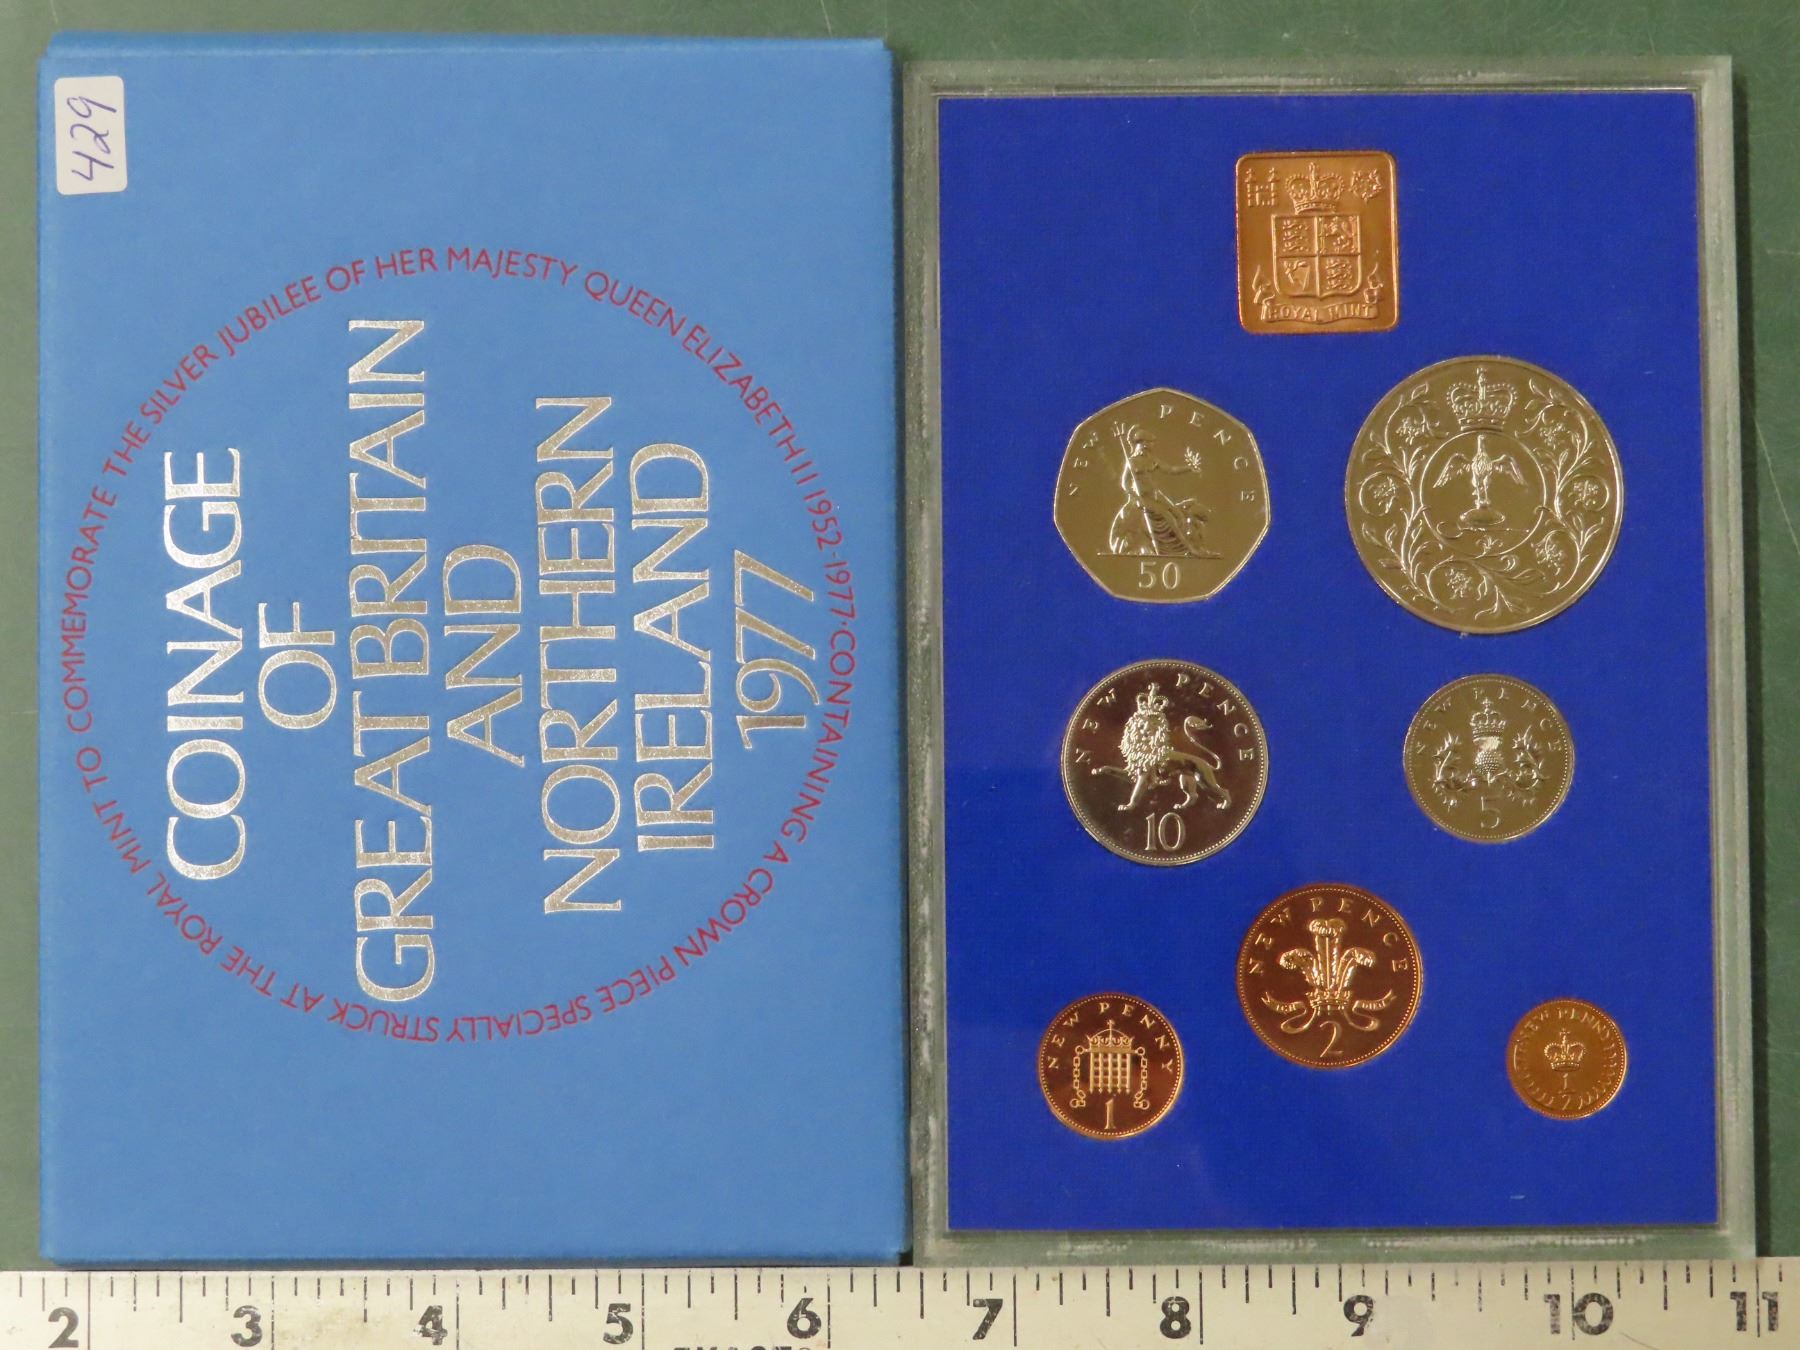 429
THE ROYAL MINT TO COMMEMORATE THE SILVER JUBILEE OF HER MAJESTY QUEEN ELIZABETH II 1952-1977·CONTAINING A CROWN PIECE SPECIALLY STRUCK AT
COINAGE
OF
GREAT BRITAIN
AND
NORTHERN
IRELAND
1977
ROYAL MINT
NEW PENCE
50
NEW PENCE
10
NEW PENCE
5
NEW PENCE
2
NEW PENNY
1
NEW PENNY
1
2
2 3 4 5 6 7 8 9 10 11